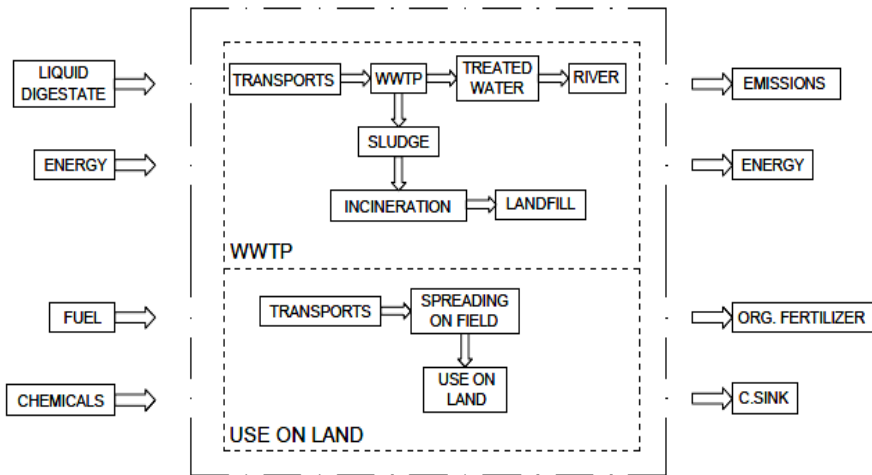 LIQUID
DIGESTATE
ENERGY
FUEL
CHEMICALS
TRANSPORTS
WWTP
TREATED
WATER
RIVER
SLUDGE
INCINERATION
LANDFILL
WWTP
TRANSPORTS
SPREADING
ON FIELD
USE ON
LAND
USE ON LAND
EMISSIONS
ENERGY
ORG. FERTILIZER
C.SINK